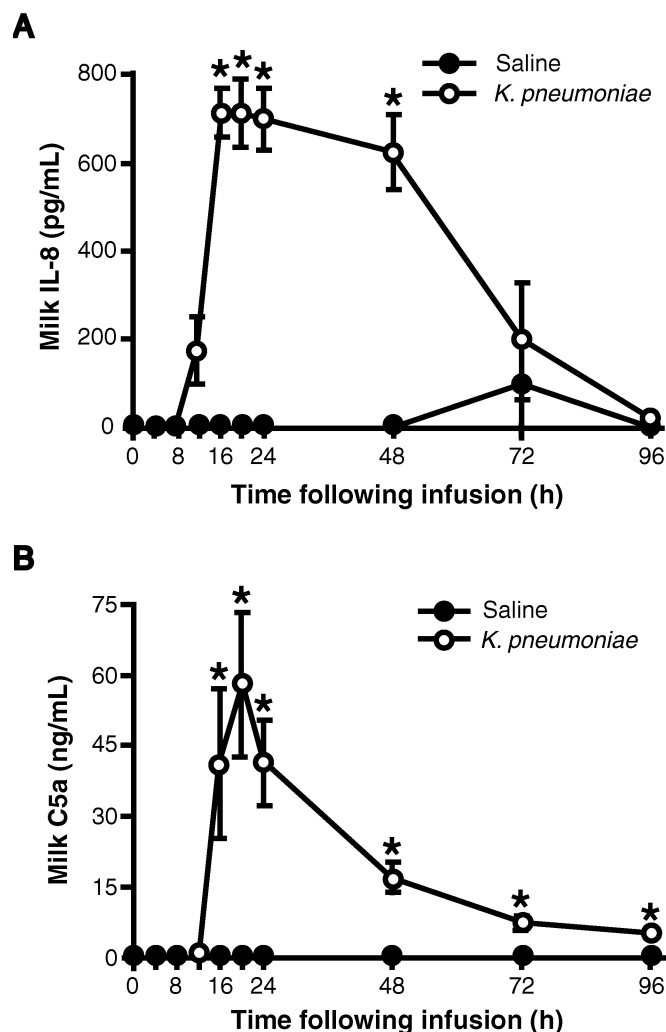 A
800
600
400
200
0
Milk IL-8 (pg/mL)
* * *
*
Saline
K. pneumoniae
0 8 16 24 48 72 96
Time following infusion (h)
B
75
60
45
30
15
0
Milk C5a (ng/mL)
*
*
*
*
*
*
Saline
K. pneumoniae
0 8 16 24 48 72 96
Time following infusion (h)